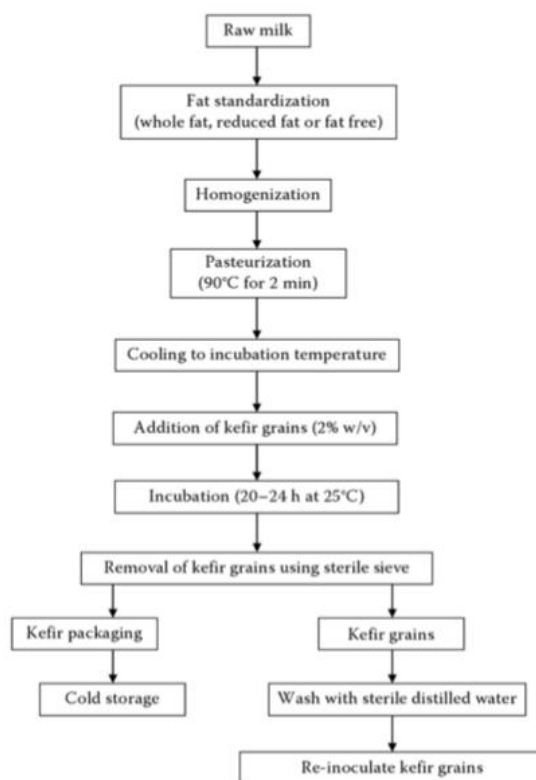 Raw milk
Fat standardization
(whole fat, reduced fat or fat free)
Homogenization
Pasteurization
(90°C for 2 min)
Cooling to incubation temperature
Addition of kefir grains (2% w/v)
Incubation (20–24 h at 25°C)
Removal of kefir grains using sterile sieve
Kefir packaging
Kefir grains
Cold storage
Wash with sterile distilled water
Re-inoculate kefir grains